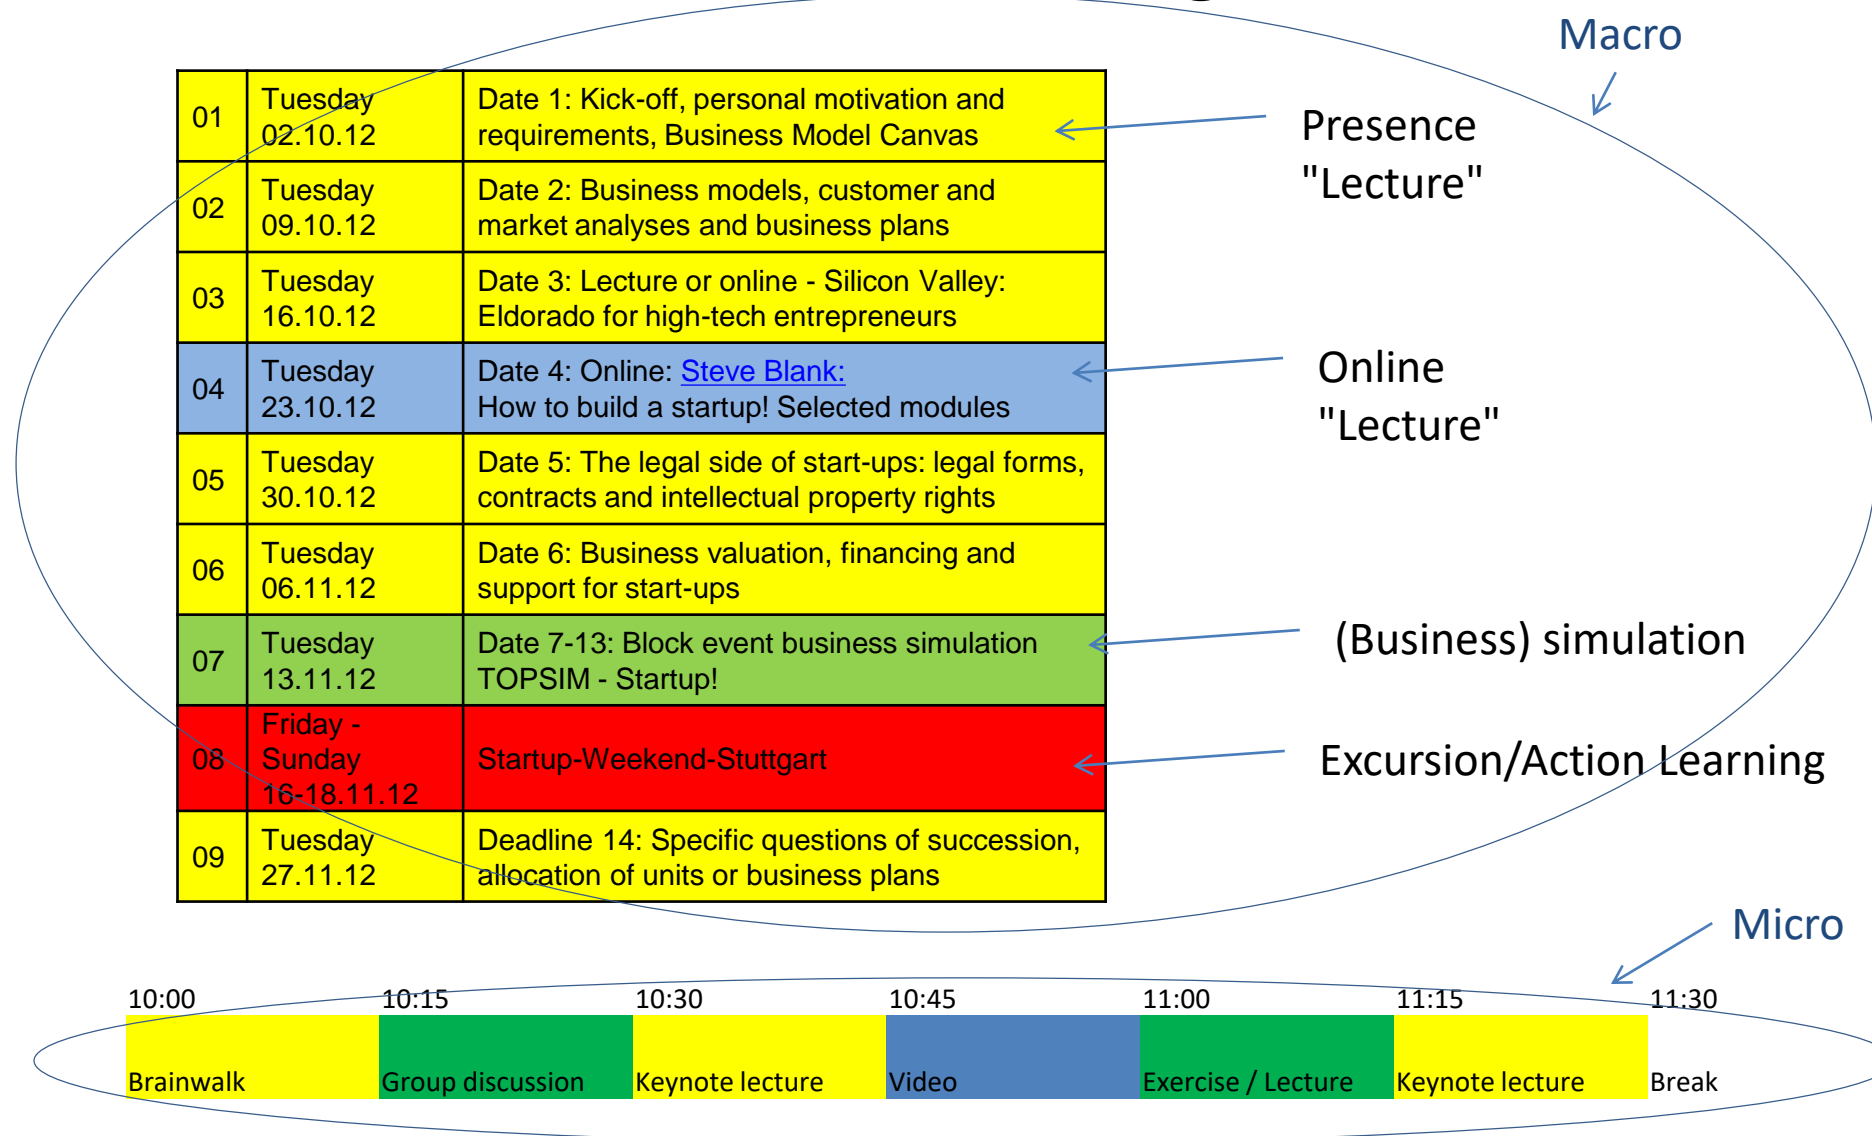 Macro
01 Tuesday 02.10.12 Date 1: Kick-off, personal motivation and requirements, Business Model Canvas
02 Tuesday 09.10.12 Date 2: Business models, customer and market analyses and business plans
03 Tuesday 16.10.12 Date 3: Lecture or online - Silicon Valley: Eldorado for high-tech entrepreneurs
04 Tuesday 23.10.12 Date 4: Online: Steve Blank: How to build a startup! Selected modules
05 Tuesday 30.10.12 Date 5: The legal side of start-ups: legal forms, contracts and intellectual property rights
06 Tuesday 06.11.12 Date 6: Business valuation, financing and support for start-ups
07 Tuesday 13.11.12 Date 7-13: Block event business simulation TOPSIM - Startup!
08 Friday - Sunday 16-18.11.12 Startup-Weekend-Stuttgart
09 Tuesday 27.11.12 Deadline 14: Specific questions of succession, allocation of units or business plans
Presence
"Lecture"
Online
"Lecture"
(Business) simulation
Excursion/Action Learning
Micro
10:00 10:15 10:30 10:45 11:00 11:15 11:30
Brainwalk Group discussion Keynote lecture Video Exercise / Lecture Keynote lecture Break